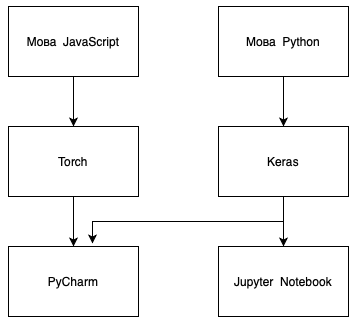 Мова JavaScript
Мова Python
Torch
Keras
PyCharm
Jupyter Notebook